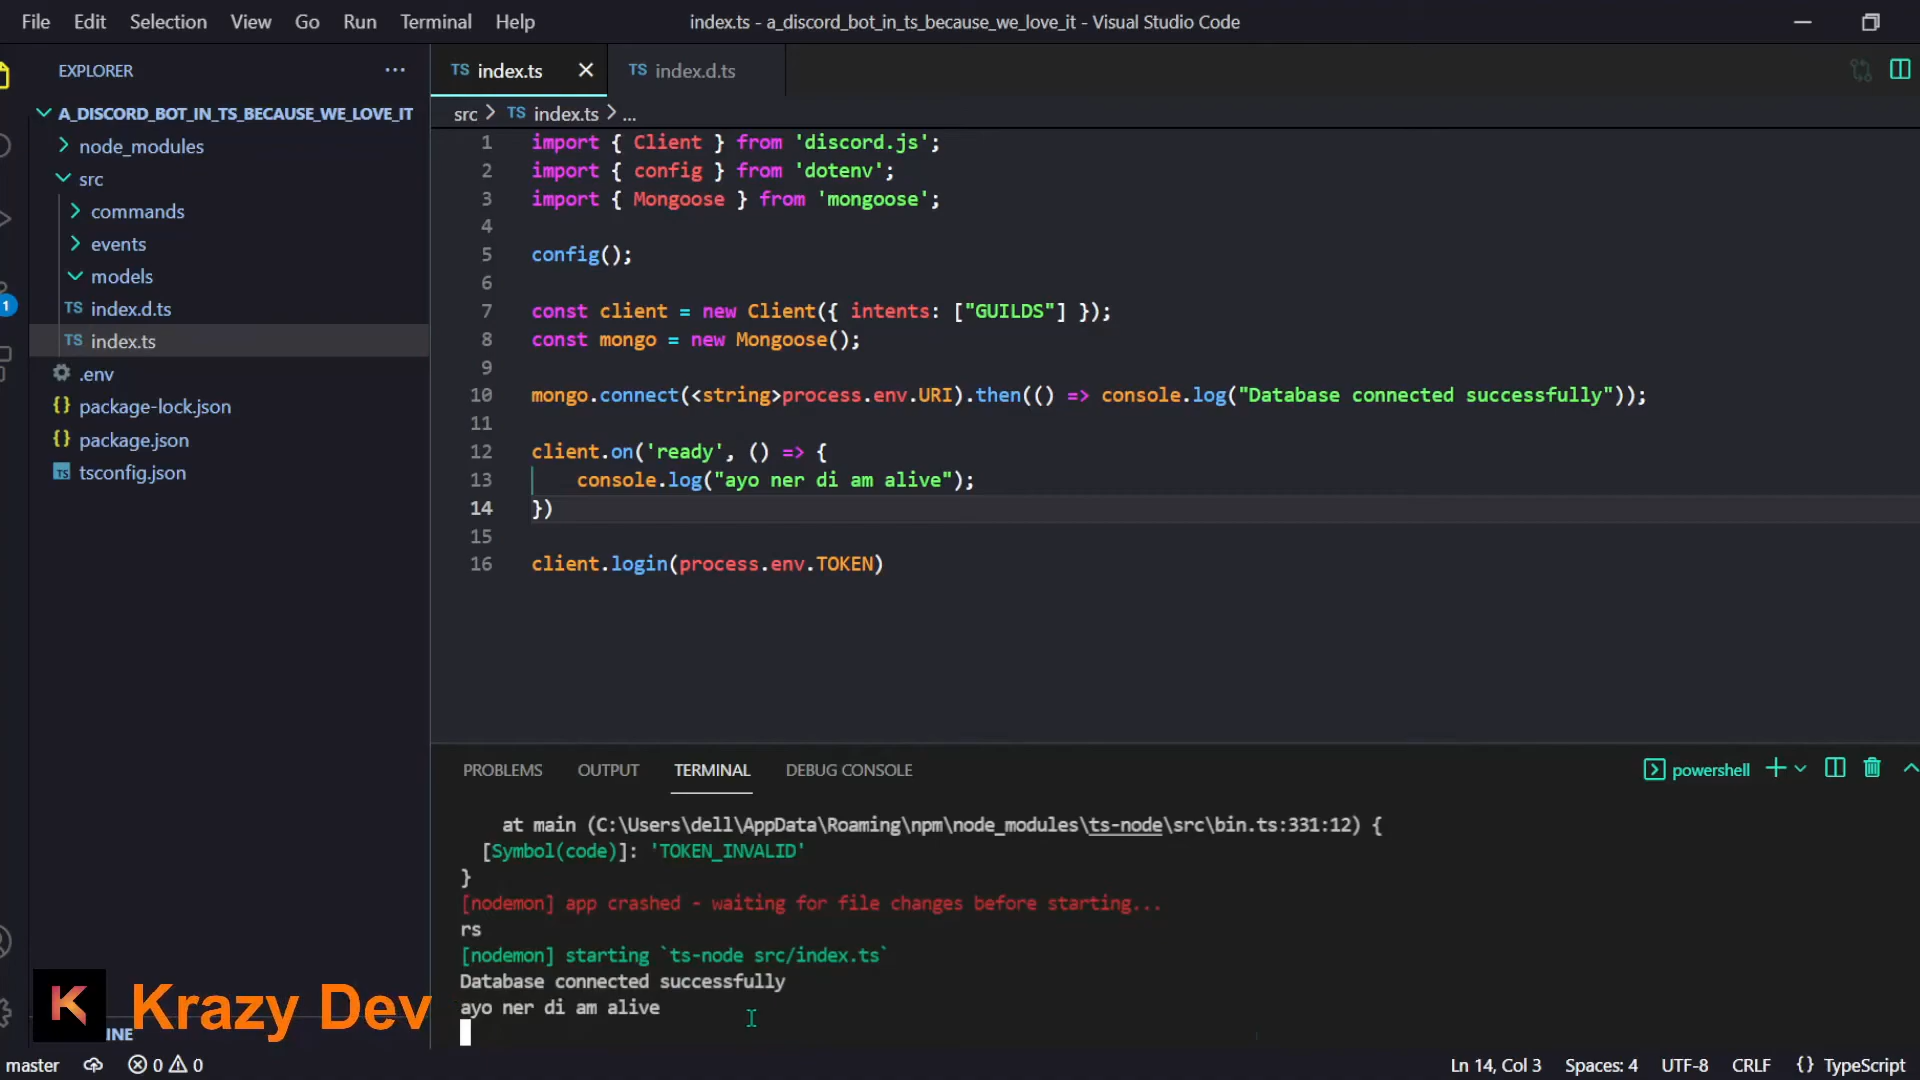 File Edit Selection View Go Run Terminal Help index.ts - a_discord_bot_in_ts_because_we_love_it - Visual Studio Code
EXPLORER ...
A_DISCORD_BOT_IN_TS_BECAUSE_WE_LOVE_IT
node_modules
src
commands
events
models
TS index.d.ts
TS index.ts
.env
{} package-lock.json
{} package.json
TS tsconfig.json
1
TS index.ts TS index.d.ts
src > TS index.ts > ...
1 import { Client } from 'discord.js';
2 import { config } from 'dotenv';
3 import { Mongoose } from 'mongoose';
4
5 config();
6
7 const client = new Client({ intents: ["GUILDS"] });
8 const mongo = new Mongoose();
9
10 mongo.connect(<string>process.env.URI).then(() => console.log("Database connected successfully"));
11
12 client.on('ready', () => {
13 console.log("ayo ner di am alive");
14 })
15
16 client.login(process.env.TOKEN)
PROBLEMS OUTPUT TERMINAL DEBUG CONSOLE powershell
at main (C:\Users\dell\AppData\Roaming\npm\node_modules\ts-node\src\bin.ts:331:12) {
[Symbol(code)]: 'TOKEN_INVALID'
}
[nodemon] app crashed - waiting for file changes before starting...
rs
[nodemon] starting `ts-node src/index.ts`
Database connected successfully
ayo ner di am alive
K Krazy Dev
INE
master 0 0 Ln 14, Col 3 Spaces: 4 UTF-8 CRLF {} TypeScript